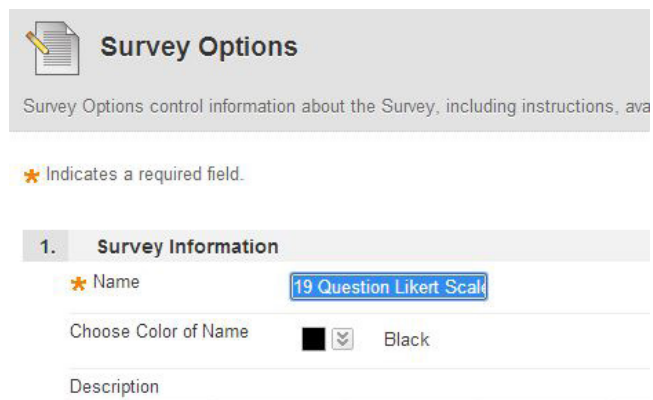 Survey Options
Survey Options control information about the Survey, including instructions, ava
Indicates a required field.
1. Survey Information
Name 19 Question Likert Scale
Choose Color of Name Black
Description